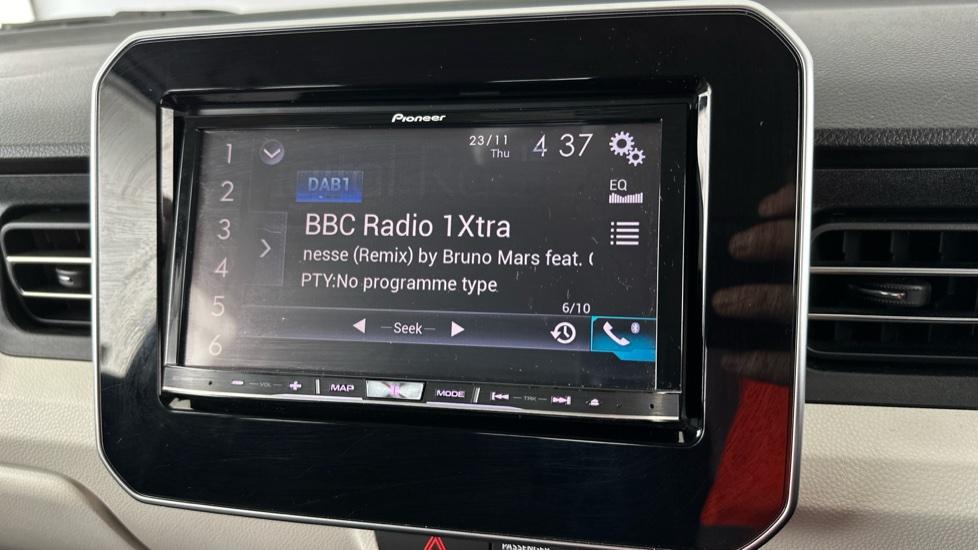 Pioneer
23/11
Thu
4 37
1
2
3
4
5
6
DAB1
EQ
BBC Radio 1Xtra
nesse (Remix) by Bruno Mars feat. (
PTY:No programme type
6/10
Seek
VOL
MAP
MODE
TRK
PASSENGER